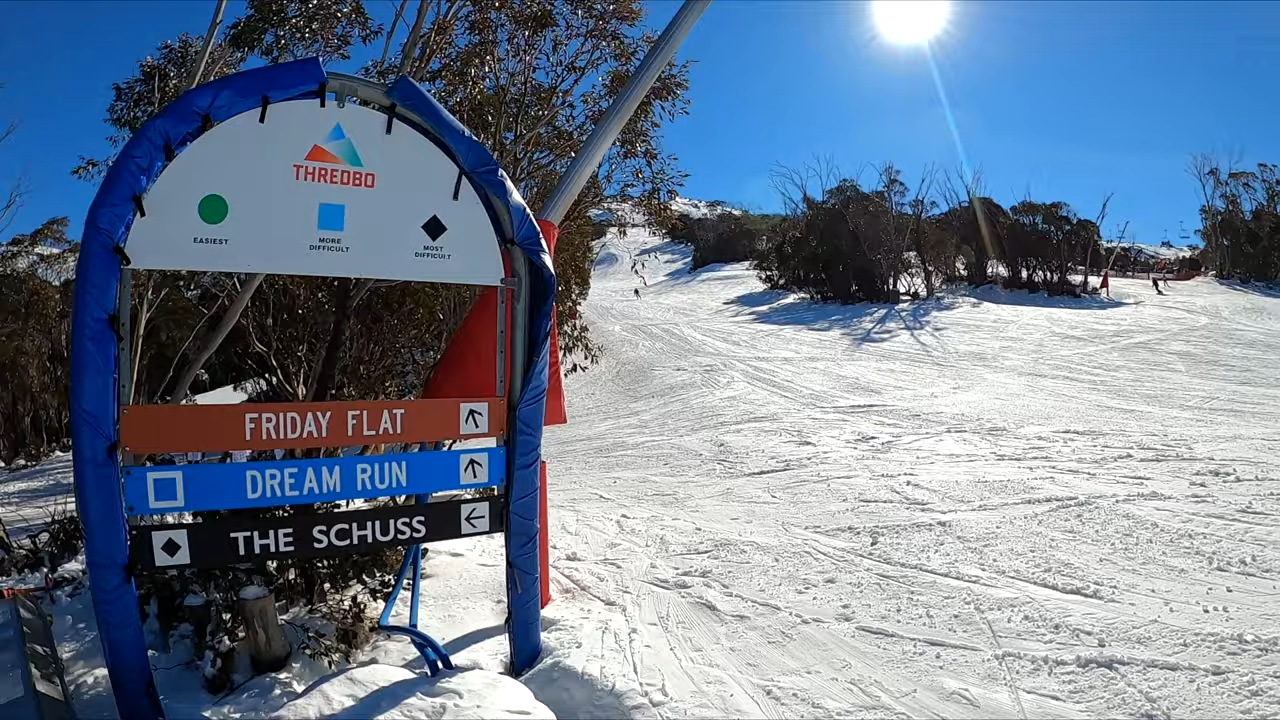 THREDBO
EASIEST
MORE
DIFFICULT
MOST
DIFFICULT
FRIDAY FLAT
DREAM RUN
THE SCHUSS